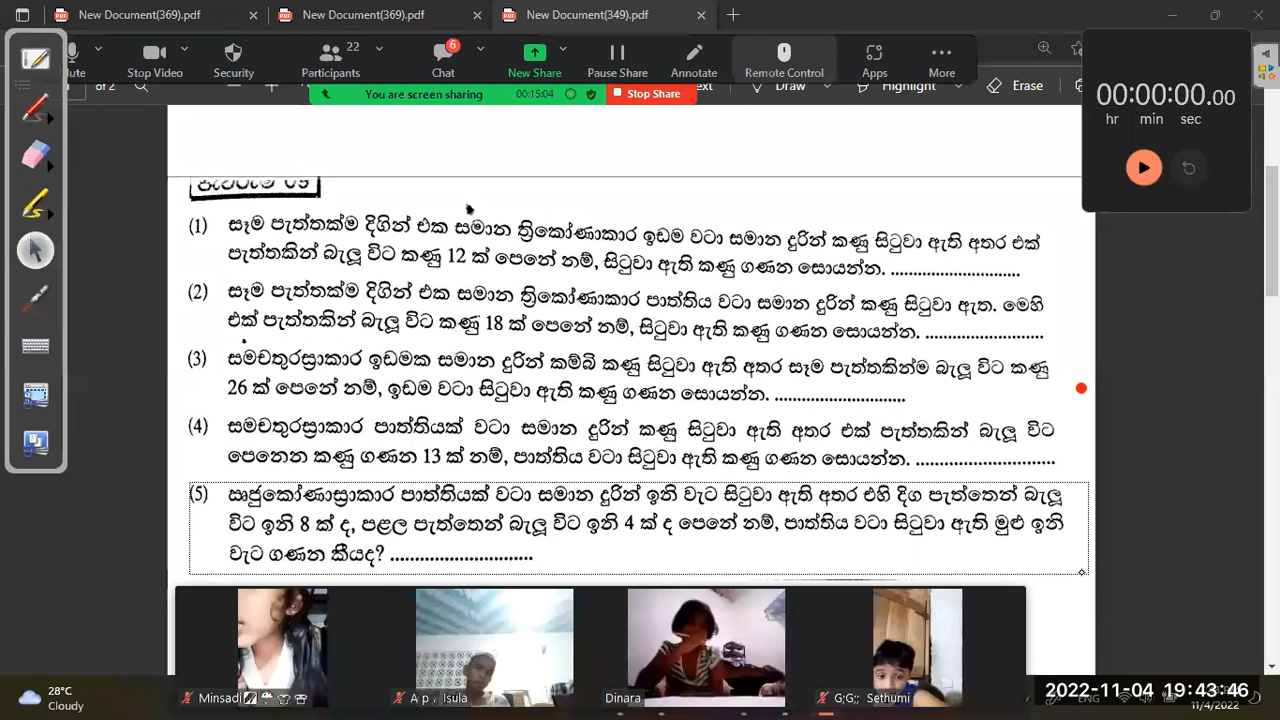 New Document(369).pdf
New Document(369).pdf
New Document(349).pdf
Stop Video
Security
22
Participants
6
Chat
New Share
Pause Share
Annotate
Remote Control
Apps
More
of 2
You are screen sharing
00:15:04
Stop Share
Draw
Highlight
Erase
00:00:00.00
hr min sec
(1) සෑම පැත්තක්ම දිගින් එක සමාන ත්‍රිකෝණාකාර ඉඩම වටා සමාන දුරින් කණු සිටුවා ඇති අතර එක්
පැත්තකින් බැලූ විට කණු 12 ක් පෙනේ නම්, සිටුවා ඇති කණු ගණන සොයන්න. ............................
(2) සෑම පැත්තක්ම දිගින් එක සමාන ත්‍රිකෝණාකාර පාත්තිය වටා සමාන දුරින් කණු සිටුවා ඇත. මෙහි
එක් පැත්තකින් බැලූ විට කණු 18 ක් පෙනේ නම්, සිටුවා ඇති කණු ගණන සොයන්න. ..........................
(3) සමචතුරස්‍රාකාර ඉඩමක සමාන දුරින් කම්බි කණු සිටුවා ඇති අතර සෑම පැත්තකින්ම බැලූ විට කණු
26 ක් පෙනේ නම්, ඉඩම වටා සිටුවා ඇති කණු ගණන සොයන්න. ............................
(4) සමචතුරස්‍රාකාර පාත්තියක් වටා සමාන දුරින් කණු සිටුවා ඇති අතර එක් පැත්තකින් බැලූ විට
පෙනෙන කණු ගණන 13 ක් නම්, පාත්තිය වටා සිටුවා ඇති කණු ගණන සොයන්න. ..............................
(5) ඍජුකෝණාස්‍රාකාර පාත්තියක් වටා සමාන දුරින් ඉනි වැට සිටුවා ඇති අතර එහි දිග පැත්තෙන් බැලූ
විට ඉනි 8 ක් ද, පළල පැත්තෙන් බැලූ විට ඉනි 4 ක් ද පෙනේ නම්, පාත්තිය වටා සිටුවා ඇති මුළු ඉනි
වැට ගණන කීයද? ..............................
Minsadi
A p , Isula
Dinara
G;G;; Sethumi
28°C
Cloudy
ENG
2022-11-04 19:43:46
11/4/2022